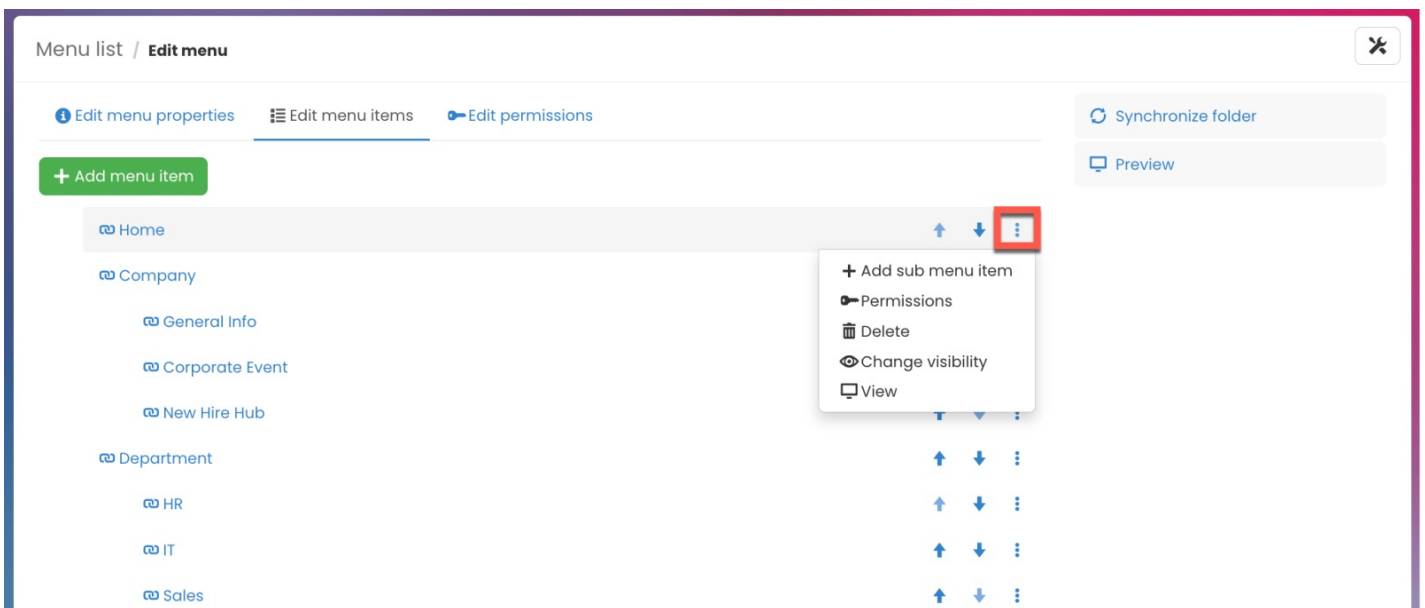 Menu list / Edit menu
Edit menu properties Edit menu items Edit permissions
Synchronize folder
Add menu item
Preview
Home
Company
Add sub menu item
Permissions
General Info
Delete
Corporate Event
Change visibility
View
New Hire Hub
Department
HR
IT
Sales